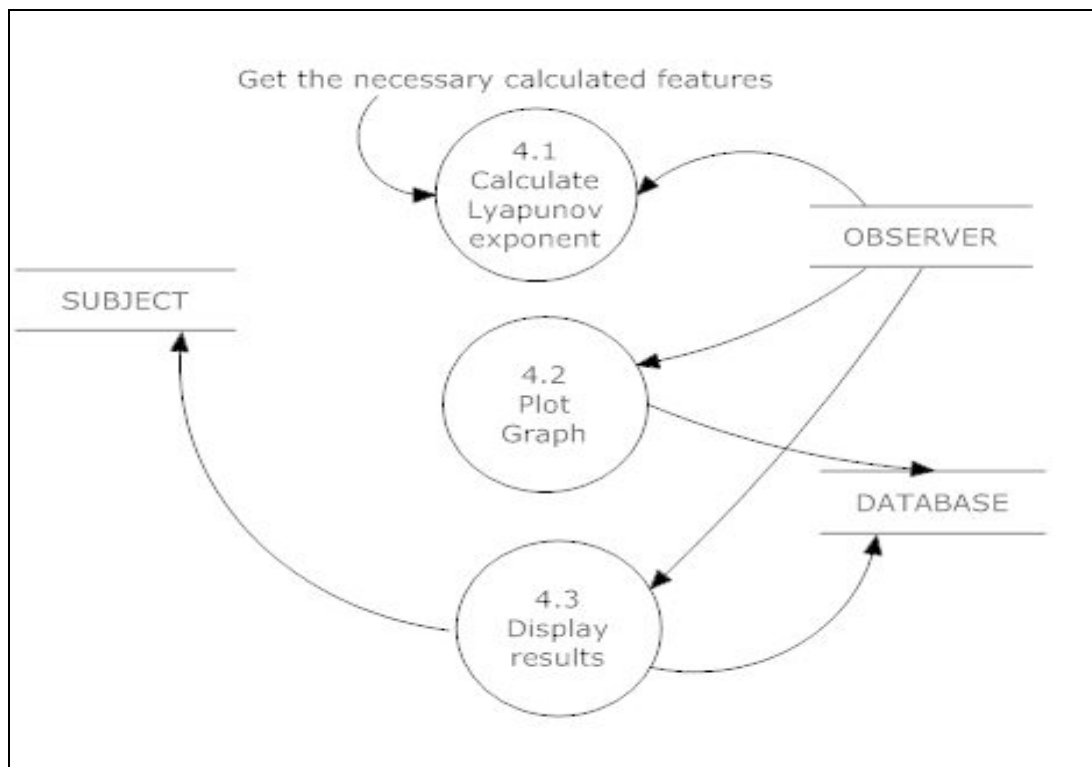 Get the necessary calculated features
4.1
Calculate
Lyapunov
exponent
OBSERVER
SUBJECT
4.2
Plot
Graph
DATABASE
4.3
Display
results